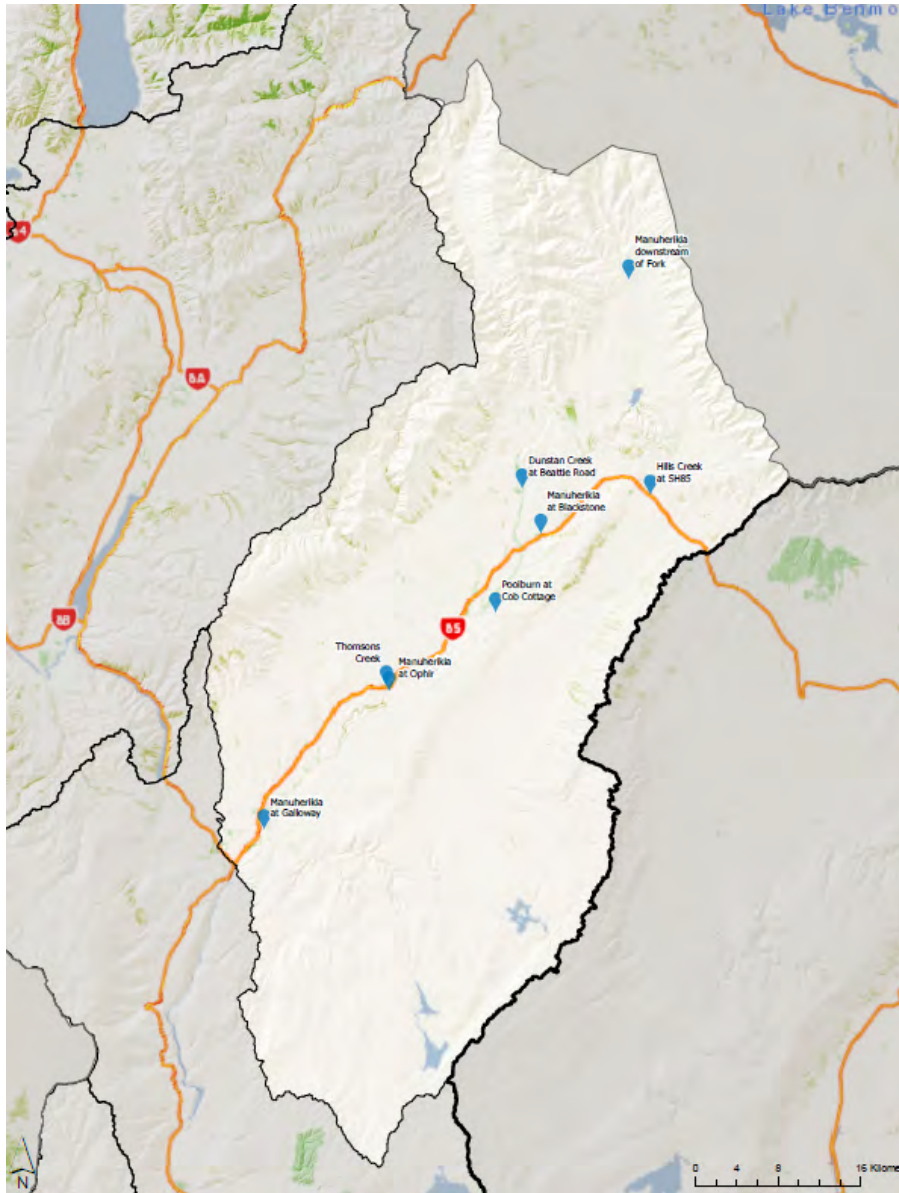 Lake Benmo
Manuherikia
downstream
of Fork
8A
Dunstan Creek
at Beattie Road
Hills Creek
at SH85
Manuherikia
at Blackstone
Poolburn at
Cob Cottage
8B
85
Thomsons
Creek
Manuherikia
at Ophir
Manuherikia
at Galloway
N
0 4 8 16 Kilome